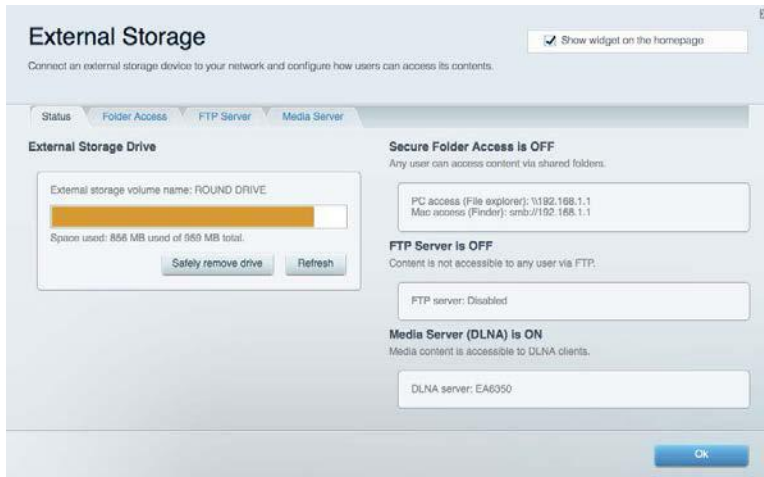 External Storage
Show widget on the homepage
Connect an external storage device to your network and configure how users can access its contents.
Status
Folder Access
FTP Server
Media Server
External Storage Drive
External storage volume name: ROUND DRIVE
Space used: 856 MB used of 959 MB total.
Safely remove drive
Refresh
Secure Folder Access is OFF
Any user can access content via shared folders.
PC access (File explorer): \\192.168.1.1
Mac access (Finder): smb://192.168.1.1
FTP Server is OFF
Content is not accessible to any user via FTP.
FTP server: Disabled
Media Server (DLNA) is ON
Media content is accessible to DLNA clients.
DLNA server: EA6350
Ok